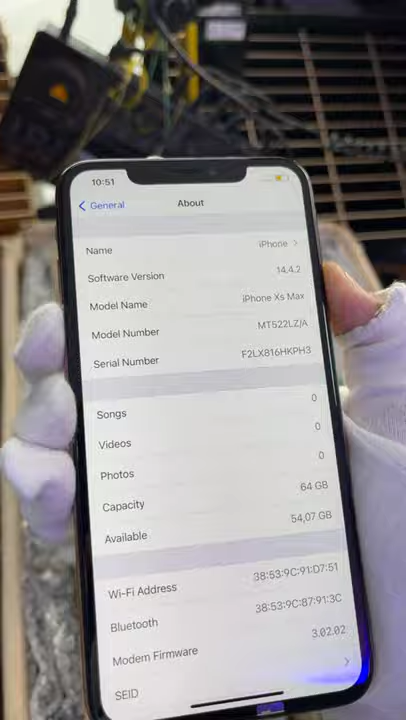 10:51
General
About
Name iPhone
Software Version 14.4.2
Model Name iPhone Xs Max
Model Number MT522LZ/A
Serial Number F2LX816HKPH3
Songs 0
Videos 0
Photos 0
Capacity 64 GB
Available 54,07 GB
Wi-Fi Address 38:53:9C:91:D7:51
Bluetooth 38:53:9C:87:91:3C
Modem Firmware 3.02.02
SEID